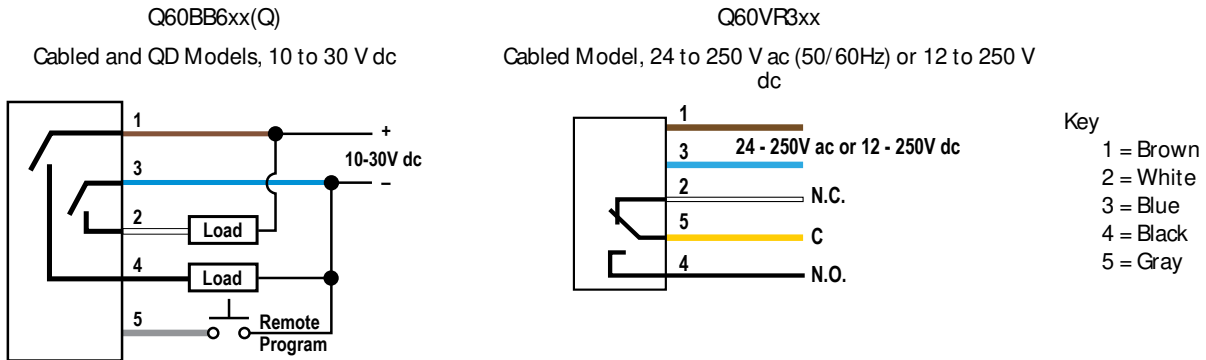 Q60BB6xx(Q)
Cabled and QD Models, 10 to 30 V dc
1
+
10-30V dc
3
–
2
Load
4
Load
5
Remote
Program
Q60VR3xx
Cabled Model, 24 to 250 V ac (50/60Hz) or 12 to 250 V
dc
1
24 - 250V ac or 12 - 250V dc
3
2
N.C.
5
C
4
N.O.
Key
1 = Brown
2 = White
3 = Blue
4 = Black
5 = Gray